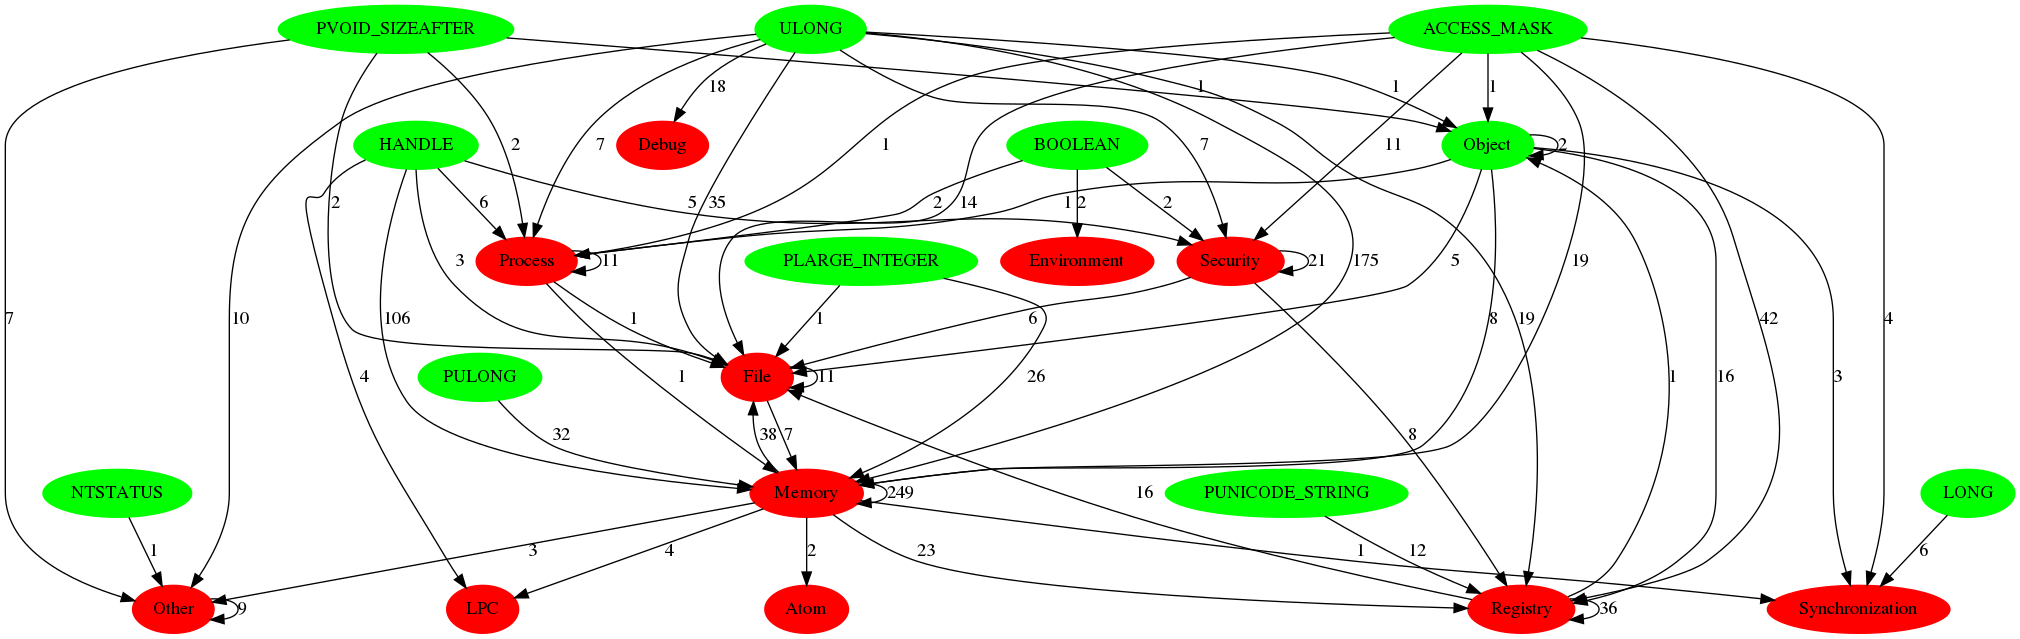 PVOID_SIZEAFTER
ULONG
ACCESS_MASK
18
1
1
1
HANDLE
2
7
Debug
1
BOOLEAN
7
11
Object
2
2
6
35
5
2
14
1
2
2
175
19
Process
11
3
PLARGE_INTEGER
Environment
Security
21
5
7
10
106
1
1
6
19
8
42
4
PULONG
4
1
File
11
26
1
16
3
32
38
7
8
NTSTATUS
Memory
249
16
PUNICODE_STRING
LONG
1
3
4
2
23
1
12
6
Other
9
LPC
Atom
Registry
36
Synchronization